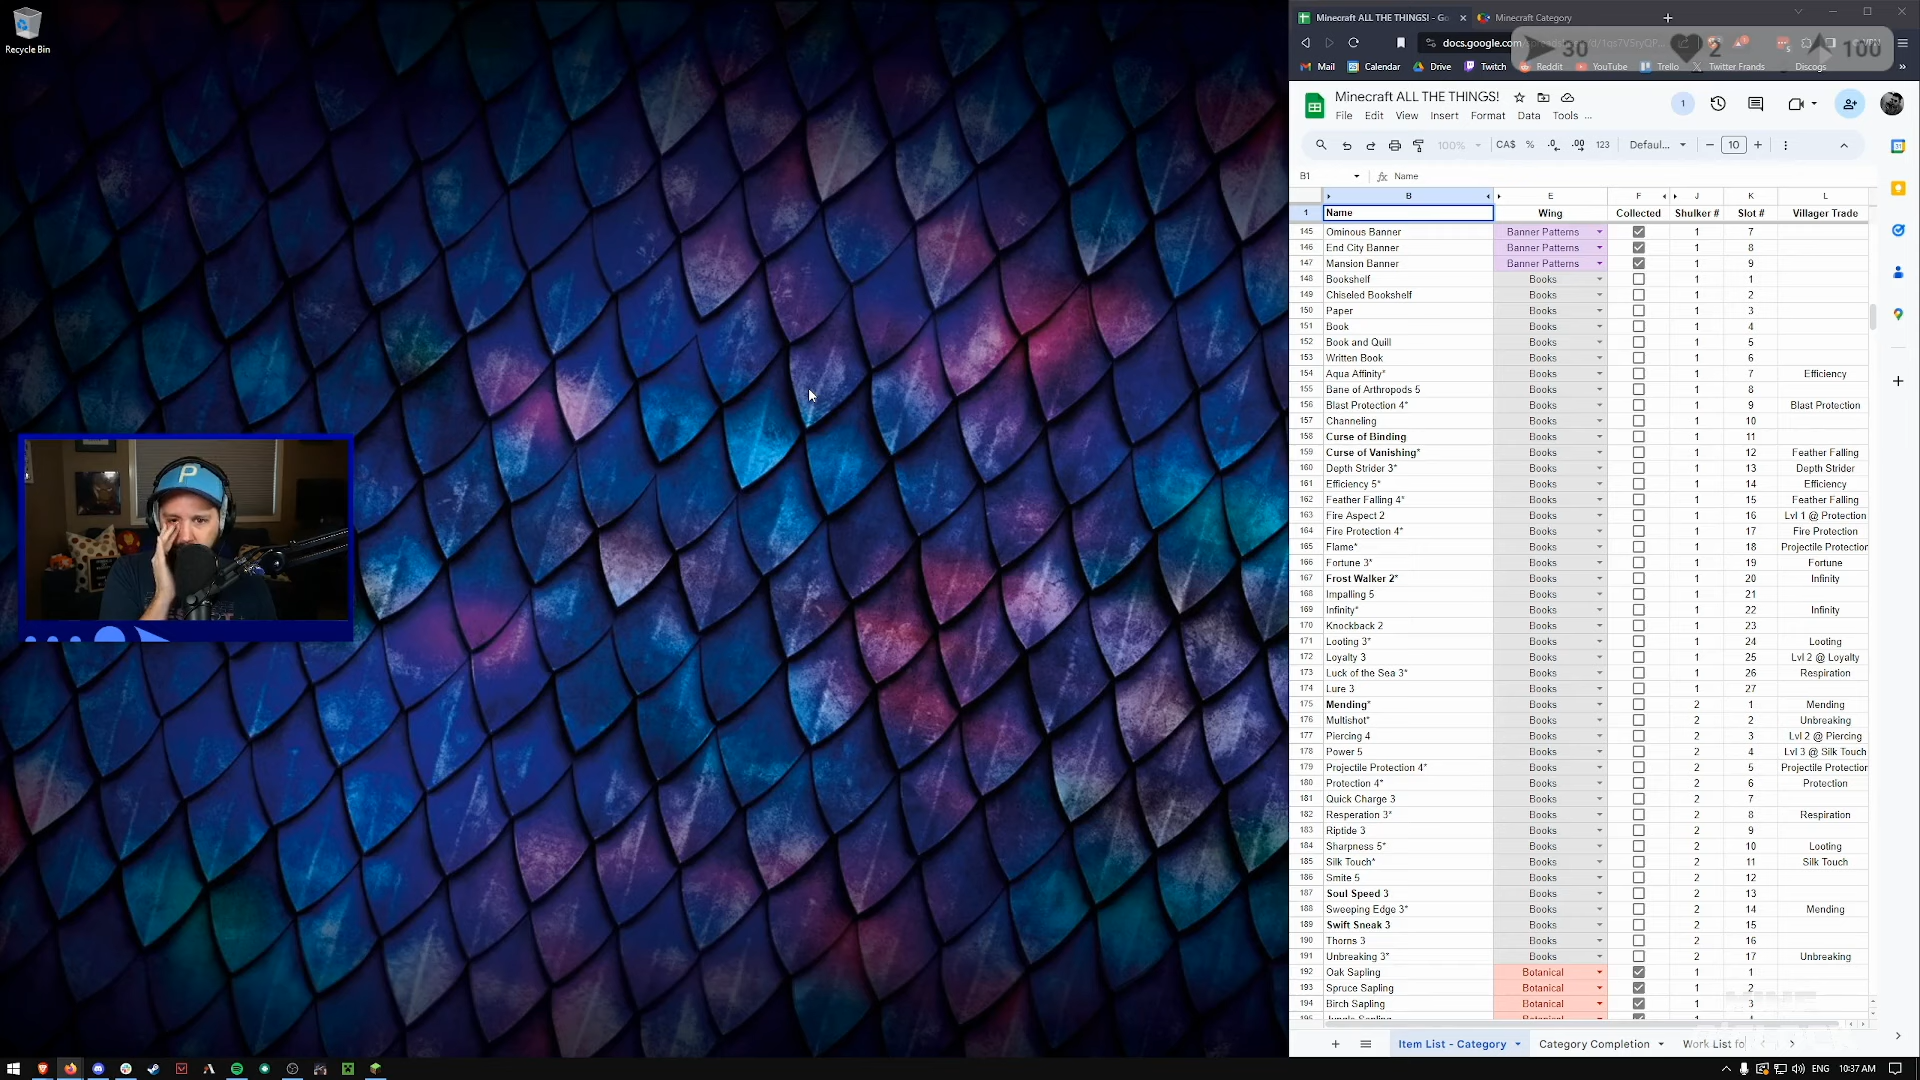 Recycle Bin
P
Minecraft ALL THE THINGS! - Go
Minecraft Category
docs.google.com
30
2
100
Mail
Calendar
Drive
Twitch
Reddit
YouTube
Trello
Twitter Frands
Discogs
Minecraft ALL THE THINGS!
1
File Edit View Insert Format Data Tools ...
100%
CA$ % .0 .00 123 Defaul... 10
B1 Name
B E F J K L
1 Name Wing Collected Shulker # Slot # Villager Trade
145 Ominous Banner Banner Patterns 1 7
146 End City Banner Banner Patterns 1 8
147 Mansion Banner Banner Patterns 1 9
148 Bookshelf Books 1 1
149 Chiseled Bookshelf Books 1 2
150 Paper Books 1 3
151 Book Books 1 4
152 Book and Quill Books 1 5
153 Written Book Books 1 6
154 Aqua Affinity* Books 1 7 Efficiency
155 Bane of Arthropods 5 Books 1 8
156 Blast Protection 4* Books 1 9 Blast Protection
157 Channeling Books 1 10
158 Curse of Binding Books 1 11
159 Curse of Vanishing* Books 1 12 Feather Falling
160 Depth Strider 3* Books 1 13 Depth Strider
161 Efficiency 5* Books 1 14 Efficiency
162 Feather Falling 4* Books 1 15 Feather Falling
163 Fire Aspect 2 Books 1 16 Lvl 1 @ Protection
164 Fire Protection 4* Books 1 17 Fire Protection
165 Flame* Books 1 18 Projectile Protection
166 Fortune 3* Books 1 19 Fortune
167 Frost Walker 2* Books 1 20 Infinity
168 Impalling 5 Books 1 21
169 Infinity* Books 1 22 Infinity
170 Knockback 2 Books 1 23
171 Looting 3* Books 1 24 Looting
172 Loyalty 3 Books 1 25 Lvl 2 @ Loyalty
173 Luck of the Sea 3* Books 1 26 Respiration
174 Lure 3 Books 1 27
175 Mending* Books 2 1 Mending
176 Multishot* Books 2 2 Unbreaking
177 Piercing 4 Books 2 3 Lvl 2 @ Piercing
178 Power 5 Books 2 4 Lvl 3 @ Silk Touch
179 Projectile Protection 4* Books 2 5 Projectile Protection
180 Protection 4* Books 2 6 Protection
181 Quick Charge 3 Books 2 7
182 Resperation 3* Books 2 8 Respiration
183 Riptide 3 Books 2 9
184 Sharpness 5* Books 2 10 Looting
185 Silk Touch* Books 2 11 Silk Touch
186 Smite 5 Books 2 12
187 Soul Speed 3 Books 2 13
188 Sweeping Edge 3* Books 2 14 Mending
189 Swift Sneak 3 Books 2 15
190 Thorns 3 Books 2 16
191 Unbreaking 3* Books 2 17 Unbreaking
192 Oak Sapling Botanical 1 1
193 Spruce Sapling Botanical 1 2
194 Birch Sapling Botanical 1 3
195 Jungle Sapling Botanical 1 4
Item List - Category
Category Completion
Work List fo
ENG 10:37 AM